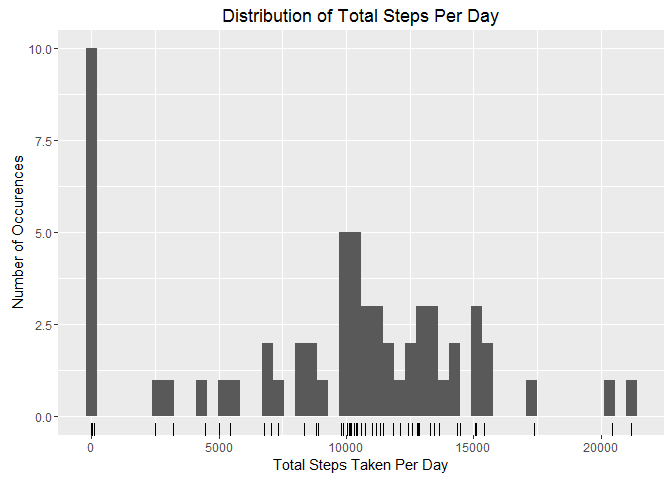 Distribution of Total Steps Per Day
Number of Occurences
10.0
7.5
5.0
2.5
0.0
0 5000 10000 15000 20000
Total Steps Taken Per Day